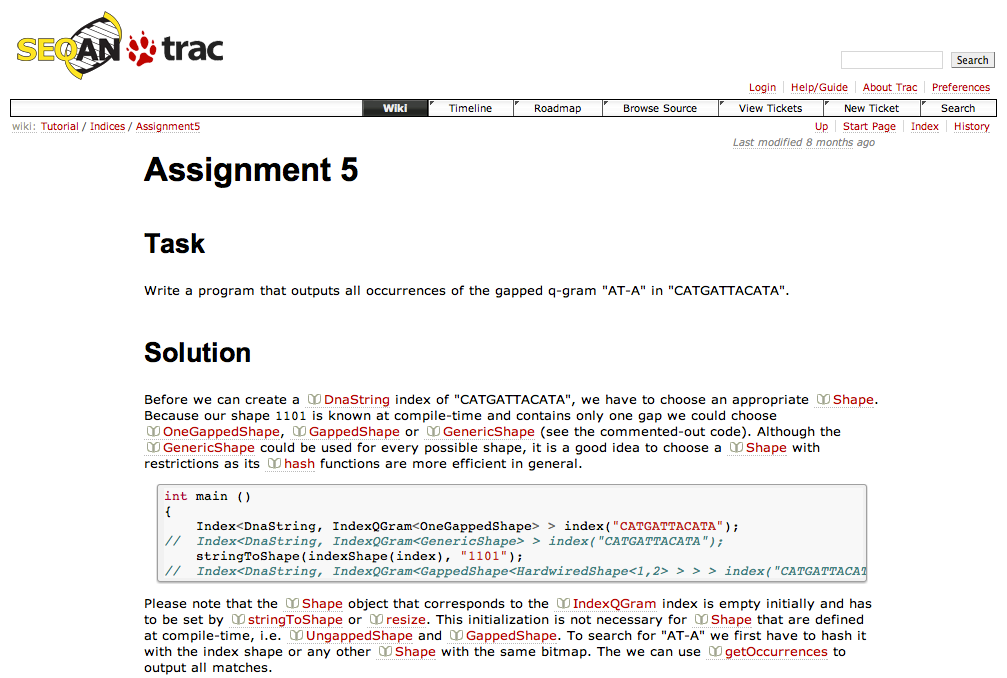 SEQAN trac
Search
Login Help/Guide About Trac Preferences
Wiki Timeline Roadmap Browse Source View Tickets New Ticket Search
wiki: Tutorial / Indices / Assignment5 Up Start Page Index History
Last modified 8 months ago
Assignment 5
Task
Write a program that outputs all occurrences of the gapped q-gram "AT-A" in "CATGATTACATA".
Solution
Before we can create a DnaString index of "CATGATTACATA", we have to choose an appropriate Shape.
Because our shape 1101 is known at compile-time and contains only one gap we could choose
OneGappedShape, GappedShape or GenericShape (see the commented-out code). Although the
GenericShape could be used for every possible shape, it is a good idea to choose a Shape with
restrictions as its hash functions are more efficient in general.
int main ()
{
    Index<DnaString, IndexQGram<OneGappedShape> > index("CATGATTACATA");
//  Index<DnaString, IndexQGram<GenericShape> > index("CATGATTACATA");
    stringToShape(indexShape(index), "1101");
//  Index<DnaString, IndexQGram<GappedShape<HardwiredShape<1,2> > > > index("CATGATTACAT
Please note that the Shape object that corresponds to the IndexQGram index is empty initially and has
to be set by stringToShape or resize. This initialization is not necessary for Shape that are defined
at compile-time, i.e. UngappedShape and GappedShape. To search for "AT-A" we first have to hash it
with the index shape or any other Shape with the same bitmap. The we can use getOccurrences to
output all matches.